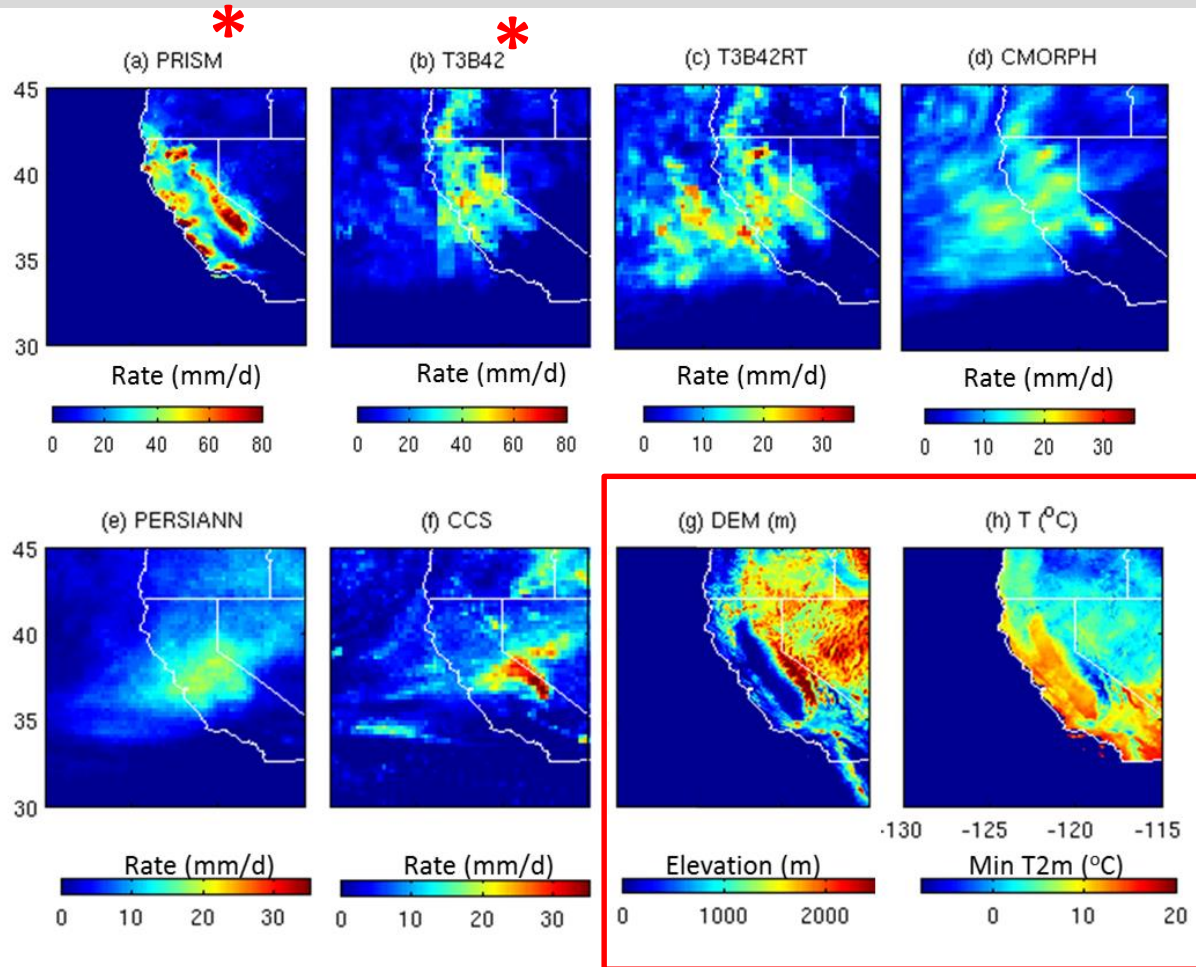 * *
(a) PRISM (b) T3B42 (c) T3B42RT (d) CMORPH
45
40
35
30
Rate (mm/d) Rate (mm/d) Rate (mm/d) Rate (mm/d)
0 20 40 60 80 0 20 40 60 80 0 10 20 30 0 10 20 30
(e) PERSIANN (f) CCS (g) DEM (m) (h) T (°C)
45
40
35
30
-130 -125 -120 -115
Rate (mm/d) Rate (mm/d) Elevation (m) Min T2m (°C)
0 10 20 30 0 10 20 30 0 1000 2000 0 10 20